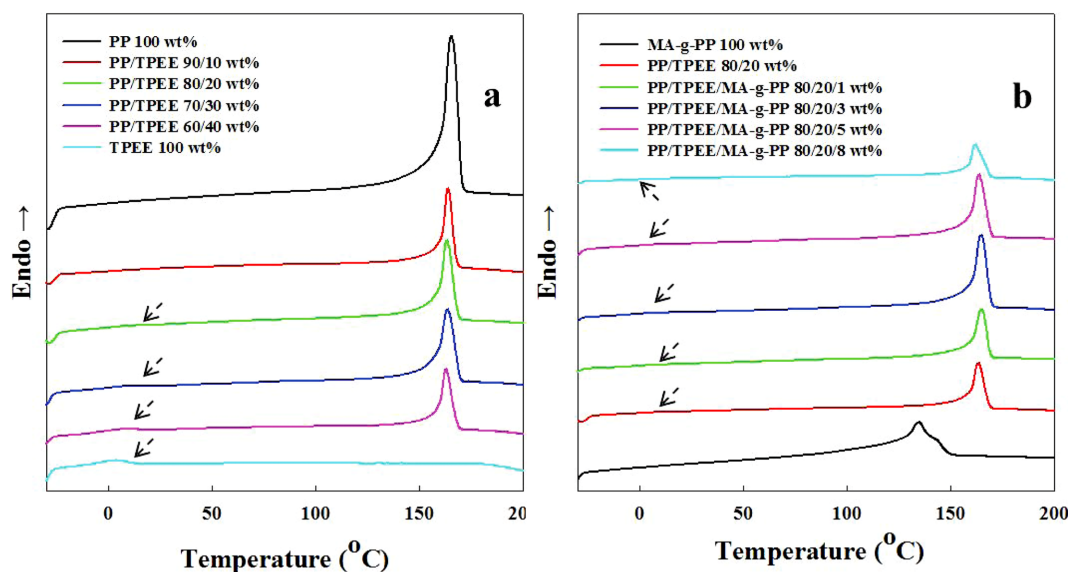 PP 100 wt%
PP/TPEE 90/10 wt%
PP/TPEE 80/20 wt%
PP/TPEE 70/30 wt%
PP/TPEE 60/40 wt%
TPEE 100 wt%
a
Endo →
0 50 100 150 20
Temperature (°C)
MA-g-PP 100 wt%
PP/TPEE 80/20 wt%
PP/TPEE/MA-g-PP 80/20/1 wt%
PP/TPEE/MA-g-PP 80/20/3 wt%
PP/TPEE/MA-g-PP 80/20/5 wt%
PP/TPEE/MA-g-PP 80/20/8 wt%
b
Endo →
0 50 100 150 200
Temperature (°C)